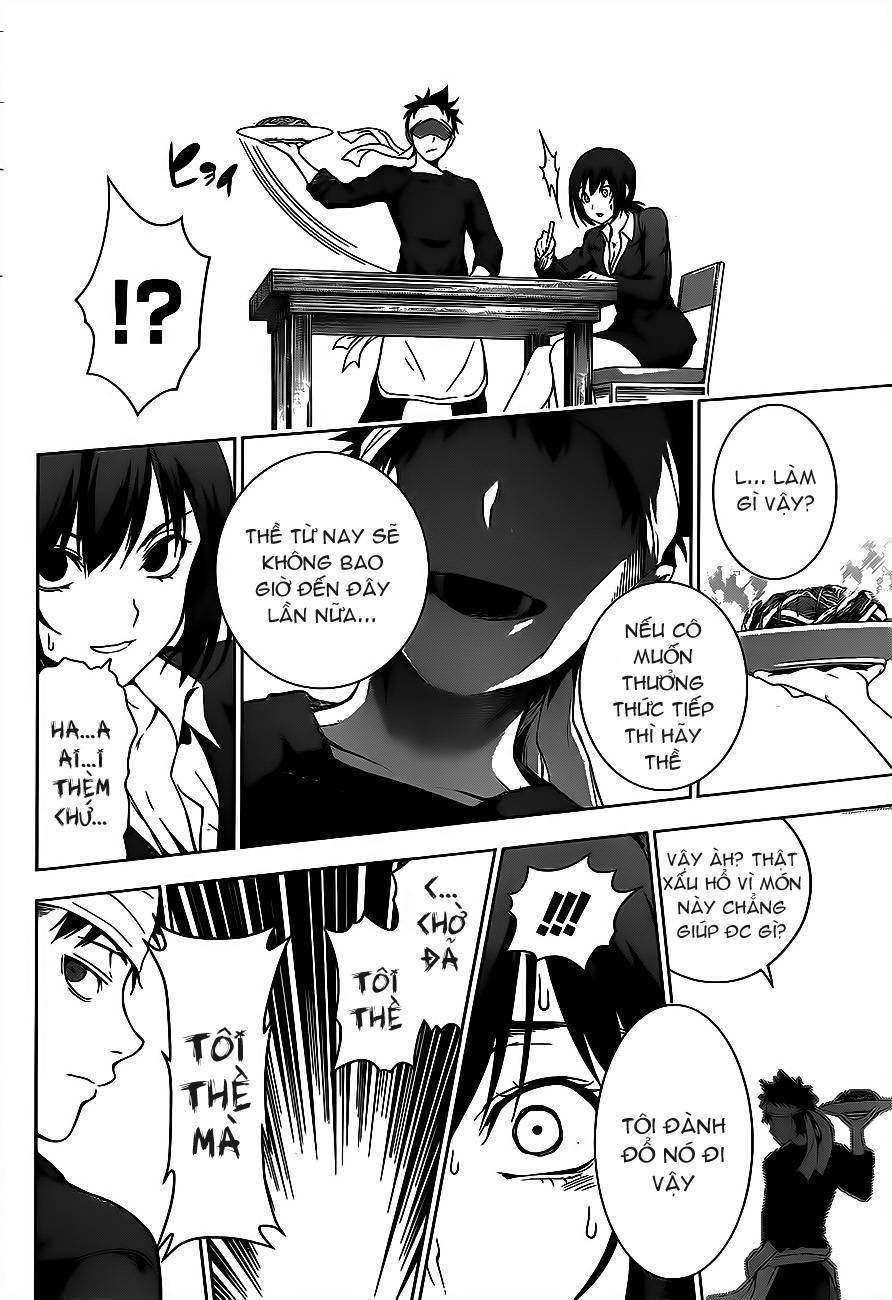 ヒョイ
!?
L... LÀM
GÌ VẬY?
NẾU CÔ
MUỐN
THƯỞNG
THỨC TIẾP
THÌ HÃY
THỀ
THỀ TỪ NAY SẼ
KHÔNG BAO
GIỜ ĐẾN ĐÂY
LẦN NỮA...
HA...A
AI...I
THÈM
CHỨ...
VẬY ÀH? THẬT
XẤU HỔ VÌ MÓN
NÀY CHẲNG
GIÚP ĐC GÌ?
TÔI ĐÀNH
ĐỔ NÓ ĐI
VẬY
!!!
C...
CHỜ
ĐÃ
TÔI
THỀ
TÔI
THỀ
MÀ